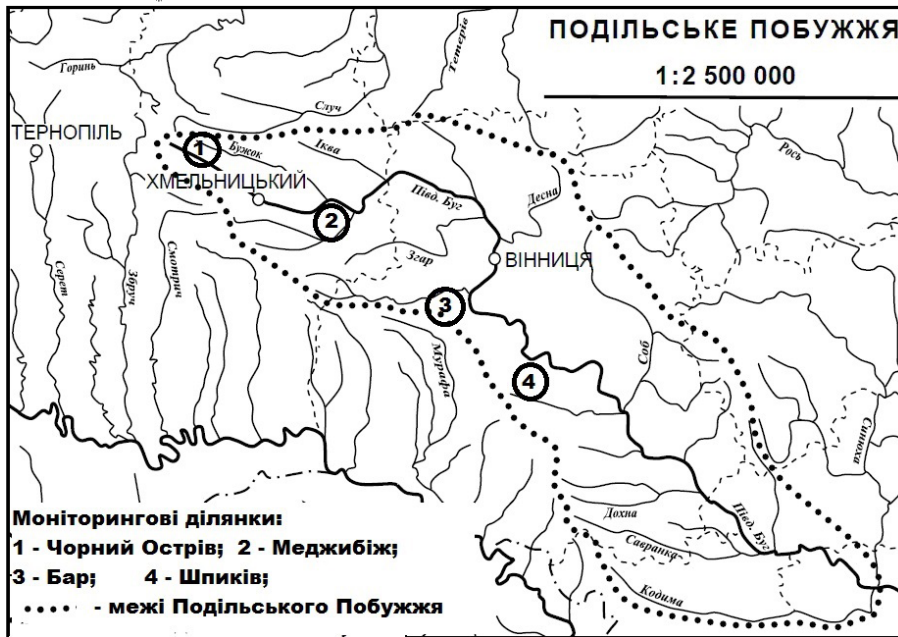 ПОДІЛЬСЬКЕ ПОБУЖЖЯ
1:2 500 000
Горинь
Тетерів
Случ
ТЕРНОПІЛЬ
1
Бужок
Іква
Рось
ХМЕЛЬНИЦЬКИЙ
2
Півд. Буг
Десна
Згар
ВІННИЦЯ
Серет
Збруч
Смотрич
3
Мурафа
Соб
4
Синюха
Дохна
Півд. Буг
Савранка
Кодима
Моніторингові ділянки:
1 - Чорний Острів; 2 - Меджибіж;
3 - Бар; 4 - Шпиків;
- межі Подільського Побужжя